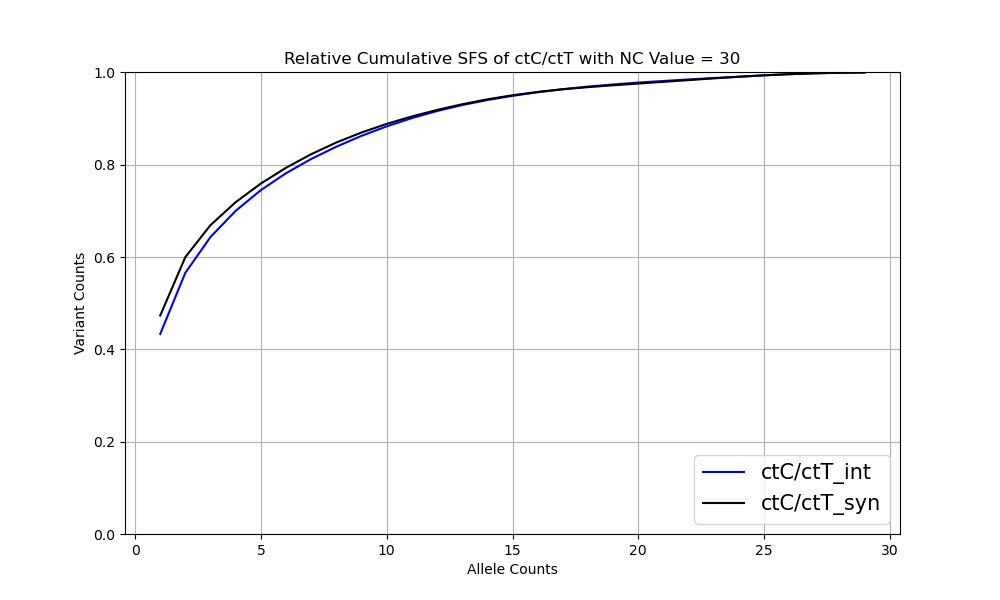 Relative Cumulative SFS of ctC/ctT with NC Value = 30
1.0
0.8
0.6
0.4
0.2
0.0
Variant Counts
0 5 10 15 20 25 30
Allele Counts
ctC/ctT_int
ctC/ctT_syn